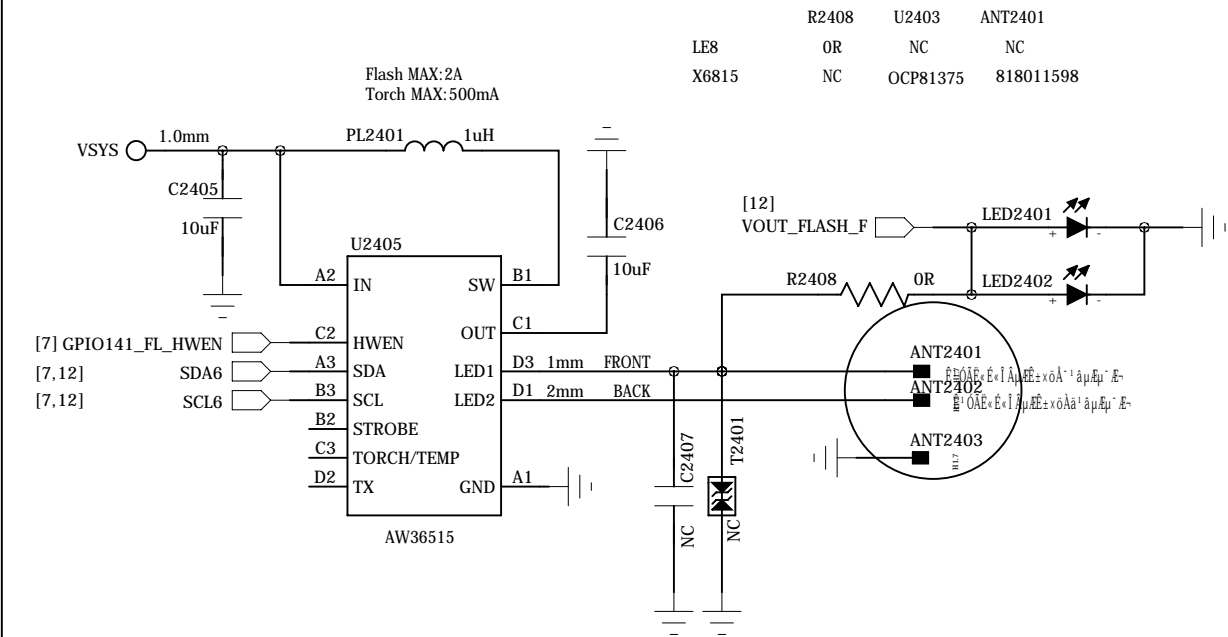 R2408 U2403 ANT2401
LE8 0R NC NC
X6815 NC OCP81375 818011598
Flash MAX:2A
Torch MAX:500mA
VSYS 1.0mm PL2401 1uH
C2405
10uF
C2406
10uF
[12]
VOUT_FLASH_F
LED2401
+ -
R2408 0R LED2402
+ -
U2405
A2 IN SW B1
OUT C1
[7] GPIO141_FL_HWEN C2 HWEN
[7,12] SDA6 A3 SDA LED1 D3 1mm FRONT
[7,12] SCL6 B3 SCL LED2 D1 2mm BACK
B2 STROBE
C3 TORCH/TEMP
D2 TX GND A1
AW36515
C2407
NC
T2401
NC
ANT2401
ANT2402
ANT2403